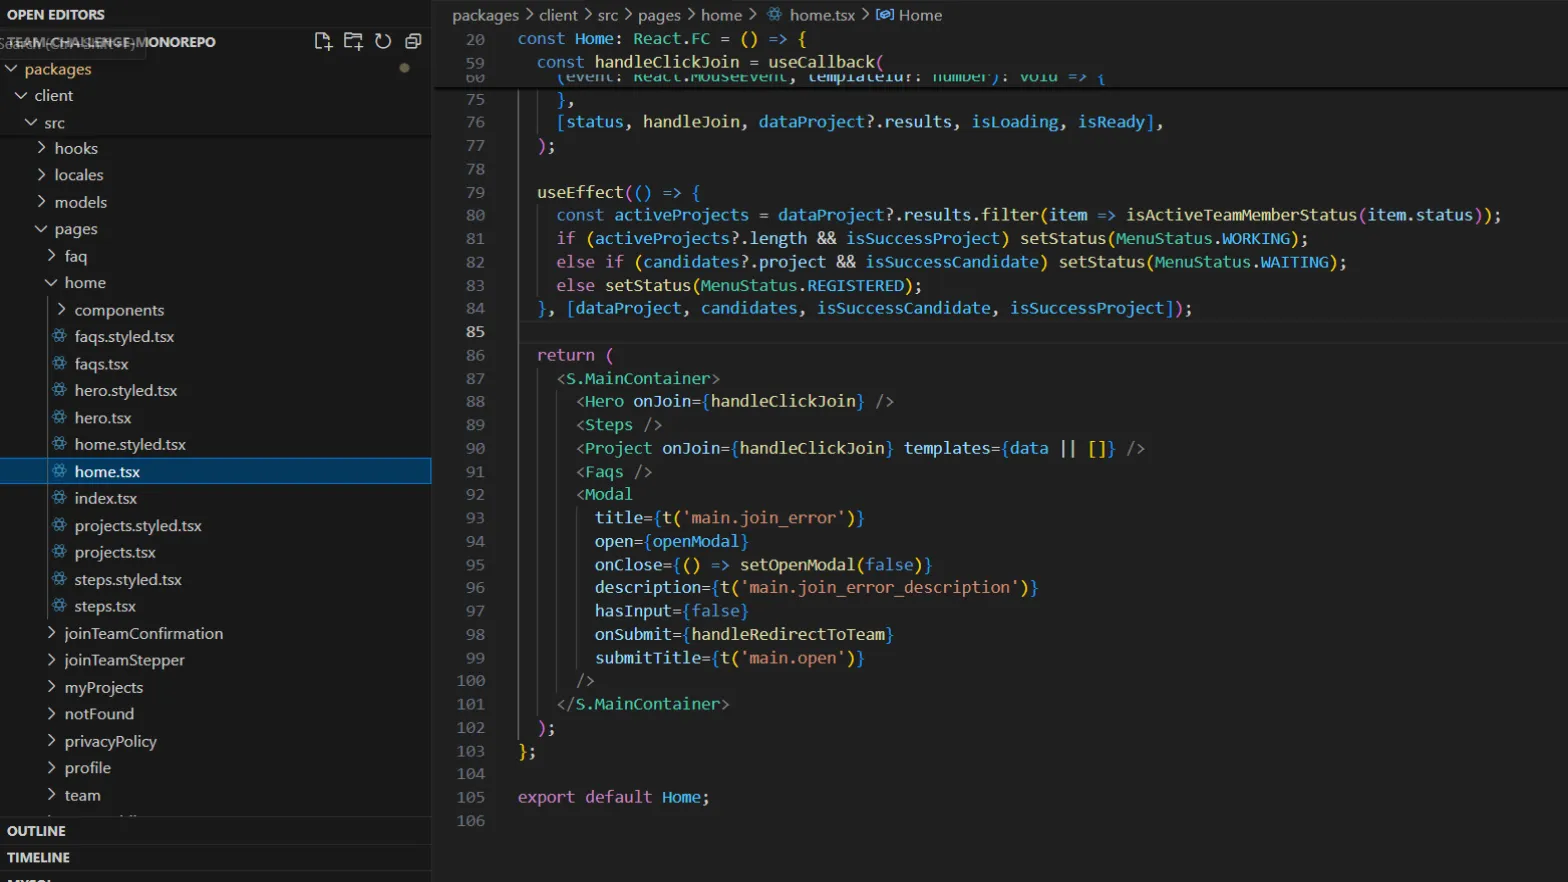 OPEN EDITORS
TEAM-CHALLENGE-MONOREPO
packages
client
src
hooks
locales
models
pages
faq
home
components
faqs.styled.tsx
faqs.tsx
hero.styled.tsx
hero.tsx
home.styled.tsx
home.tsx
index.tsx
projects.styled.tsx
projects.tsx
steps.styled.tsx
steps.tsx
joinTeamConfirmation
joinTeamStepper
myProjects
notFound
privacyPolicy
profile
team
OUTLINE
TIMELINE
packages > client > src > pages > home > home.tsx > Home
20 const Home: React.FC = () => {
59 const handleClickJoin = useCallback(
60 (event: React.MouseEvent, templateId?: number): void => {
75 },
76 [status, handleJoin, dataProject?.results, isLoading, isReady],
77 );
78
79 useEffect(() => {
80 const activeProjects = dataProject?.results.filter(item => isActiveTeamMemberStatus(item.status));
81 if (activeProjects?.length && isSuccessProject) setStatus(MenuStatus.WORKING);
82 else if (candidates?.project && isSuccessCandidate) setStatus(MenuStatus.WAITING);
83 else setStatus(MenuStatus.REGISTERED);
84 }, [dataProject, candidates, isSuccessCandidate, isSuccessProject]);
85
86 return (
87 <S.MainContainer>
88 <Hero onJoin={handleClickJoin} />
89 <Steps />
90 <Project onJoin={handleClickJoin} templates={data || []} />
91 <Faqs />
92 <Modal
93 title={t('main.join_error')}
94 open={openModal}
95 onClose={() => setOpenModal(false)}
96 description={t('main.join_error_description')}
97 hasInput={false}
98 onSubmit={handleRedirectToTeam}
99 submitTitle={t('main.open')}
100 />
101 </S.MainContainer>
102 );
103 };
104
105 export default Home;
106